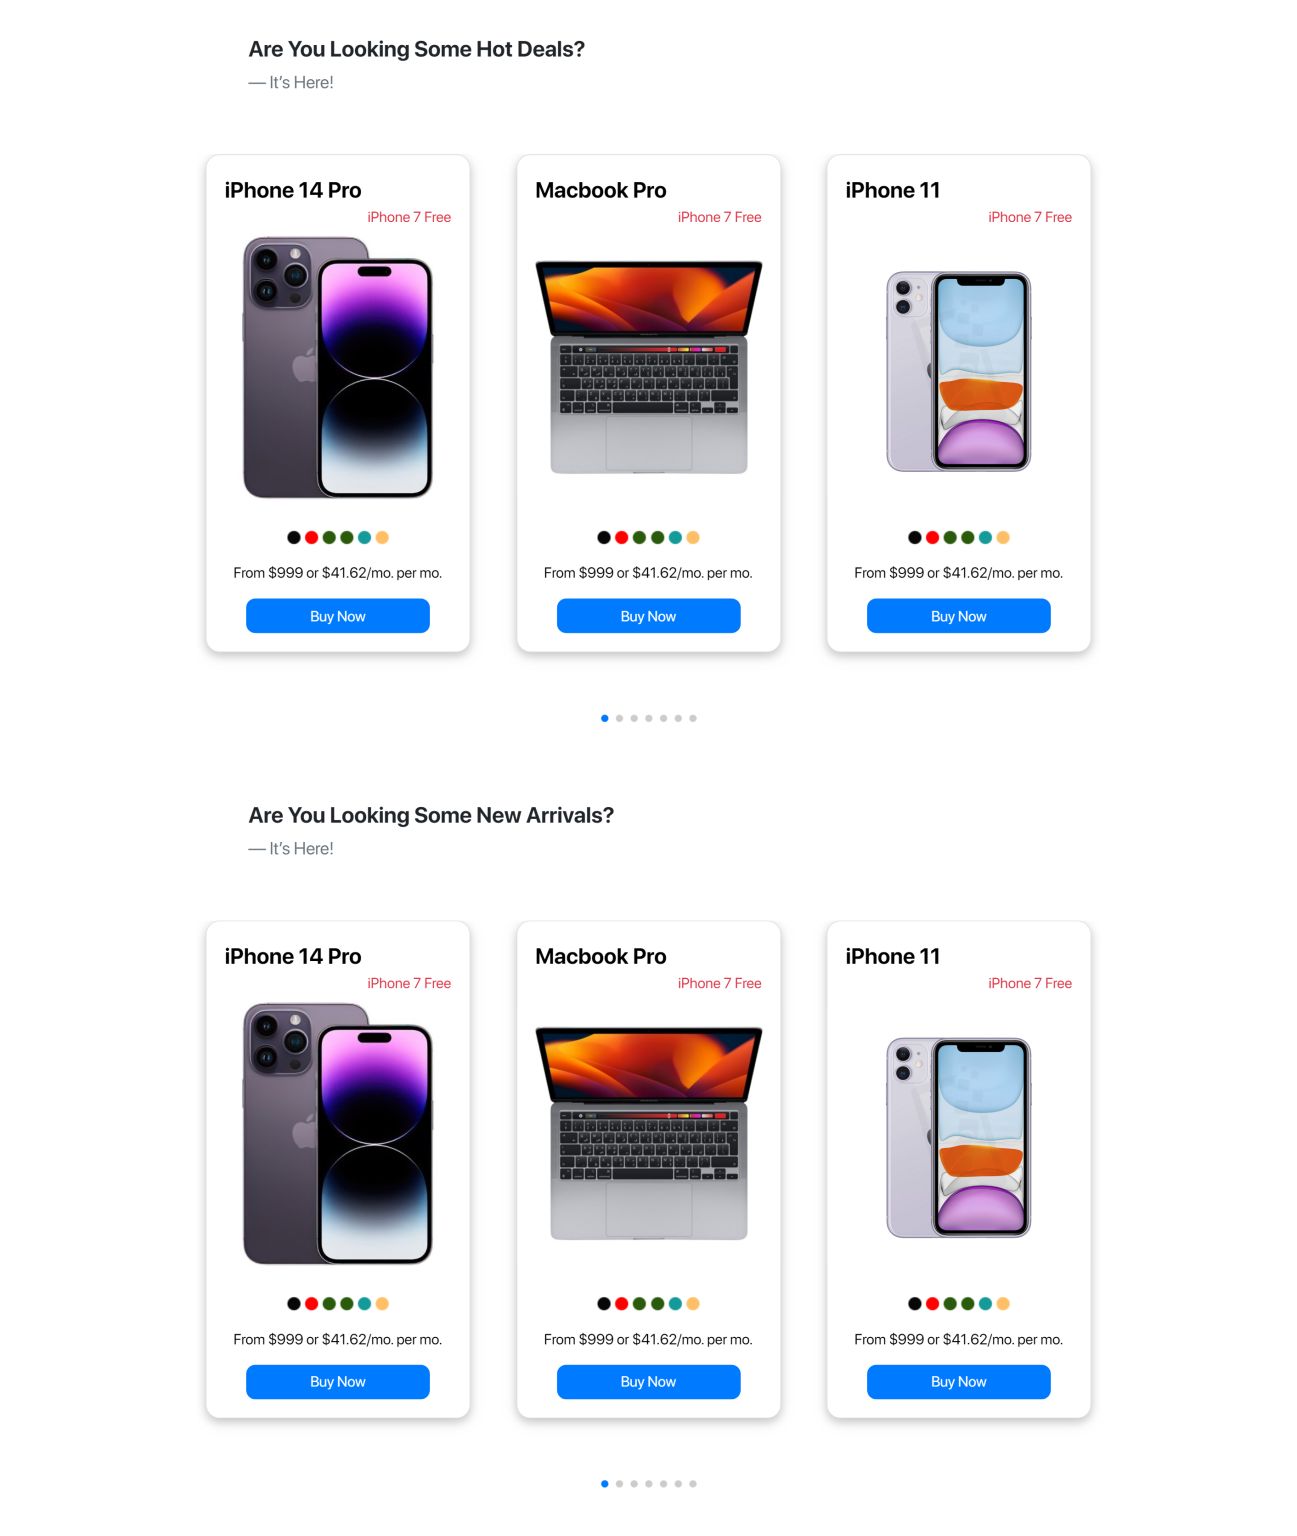 Are You Looking Some Hot Deals?
— It's Here!
iPhone 14 Pro
iPhone 7 Free
From $999 or $41.62/mo. per mo.
Buy Now
Macbook Pro
iPhone 7 Free
From $999 or $41.62/mo. per mo.
Buy Now
iPhone 11
iPhone 7 Free
From $999 or $41.62/mo. per mo.
Buy Now
Are You Looking Some New Arrivals?
— It's Here!
iPhone 14 Pro
iPhone 7 Free
From $999 or $41.62/mo. per mo.
Buy Now
Macbook Pro
iPhone 7 Free
From $999 or $41.62/mo. per mo.
Buy Now
iPhone 11
iPhone 7 Free
From $999 or $41.62/mo. per mo.
Buy Now